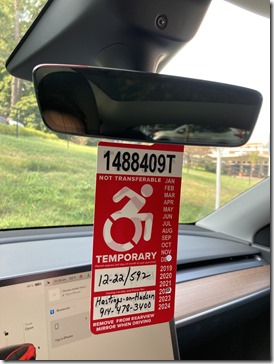 1488409T
NOT TRANSFERABLE
JAN
FEB
MAR
APR
MAY
JUN
JUL
AUG
SEP
OCT
NOV
DEC
TEMPORARY
2019
2020
2021
2022
2023
2024
12-22/592
Hastings-on-Hudson
914-478-3400
REMOVE FROM REARVIEW
MIRROR WHEN DRIVING